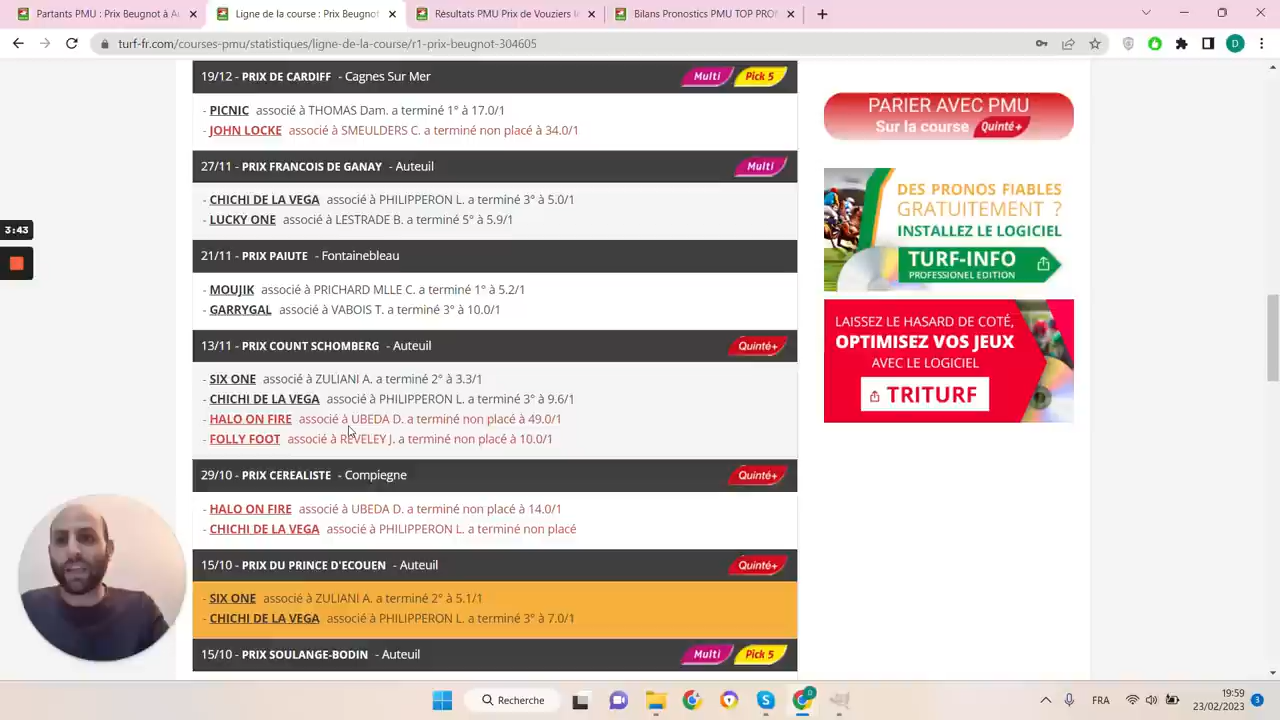 Ligne de la course: R1 - PRIX BEUGNOT à Au
Ligne de la course: R1 - PRIX BEUGNOT
Résultats PMU de Vouziers l
Bilans Pronostics PMU TOP PRO
turf-fr.com/courses-pmu/statistiques/ligne-de-la-course/r1-prix-beugnot-304605
D
19/12 - PRIX DE CARDIFF - Cagnes Sur Mer
Multi
Pick 5
- PICNIC associé à THOMAS Dam. a terminé 1° à 17.0/1
- JOHN LOCKE associé à SMEULDERS C. a terminé non placé à 34.0/1
27/11 - PRIX FRANCOIS DE GANAY - Auteuil
Multi
- CHICHI DE LA VEGA associé à PHILIPPERON L. a terminé 3° à 5.0/1
- LUCKY ONE associé à LESTRADE B. a terminé 5° à 5.9/1
21/11 - PRIX PAIUTE - Fontainebleau
- MOUJIK associé à PRICHARD MLLE C. a terminé 1° à 5.2/1
- GARRYGAL associé à VABOIS T. a terminé 3° à 10.0/1
13/11 - PRIX COUNT SCHOMBERG - Auteuil
Quinté+
- SIX ONE associé à ZULIANI A. a terminé 2° à 3.3/1
- CHICHI DE LA VEGA associé à PHILIPPERON L. a terminé 3° à 9.6/1
- HALO ON FIRE associé à UBEDA D. a terminé non placé à 49.0/1
- FOLLY FOOT associé à REVELEY J. a terminé non placé à 10.0/1
29/10 - PRIX CEREALISTE - Compiegne
Quinté+
- HALO ON FIRE associé à UBEDA D. a terminé non placé à 14.0/1
- CHICHI DE LA VEGA associé à PHILIPPERON L. a terminé non placé
15/10 - PRIX DU PRINCE D'ECOUEN - Auteuil
Quinté+
- SIX ONE associé à ZULIANI A. a terminé 2° à 5.1/1
- CHICHI DE LA VEGA associé à PHILIPPERON L. a terminé 3° à 7.0/1
15/10 - PRIX SOULANGE-BODIN - Auteuil
Multi
Pick 5
PARIER AVEC PMU
Sur la course Quinté+
DES PRONOS FIABLES
GRATUITEMENT ?
INSTALLEZ LE LOGICIEL
TURF-INFO
PROFESSIONEL EDITION
LAISSEZ LE HASARD DE COTÉ,
OPTIMISEZ VOS JEUX
AVEC LE LOGICIEL
TRITURF
3:43
Recherche
FRA
19:59
23/02/2023
3